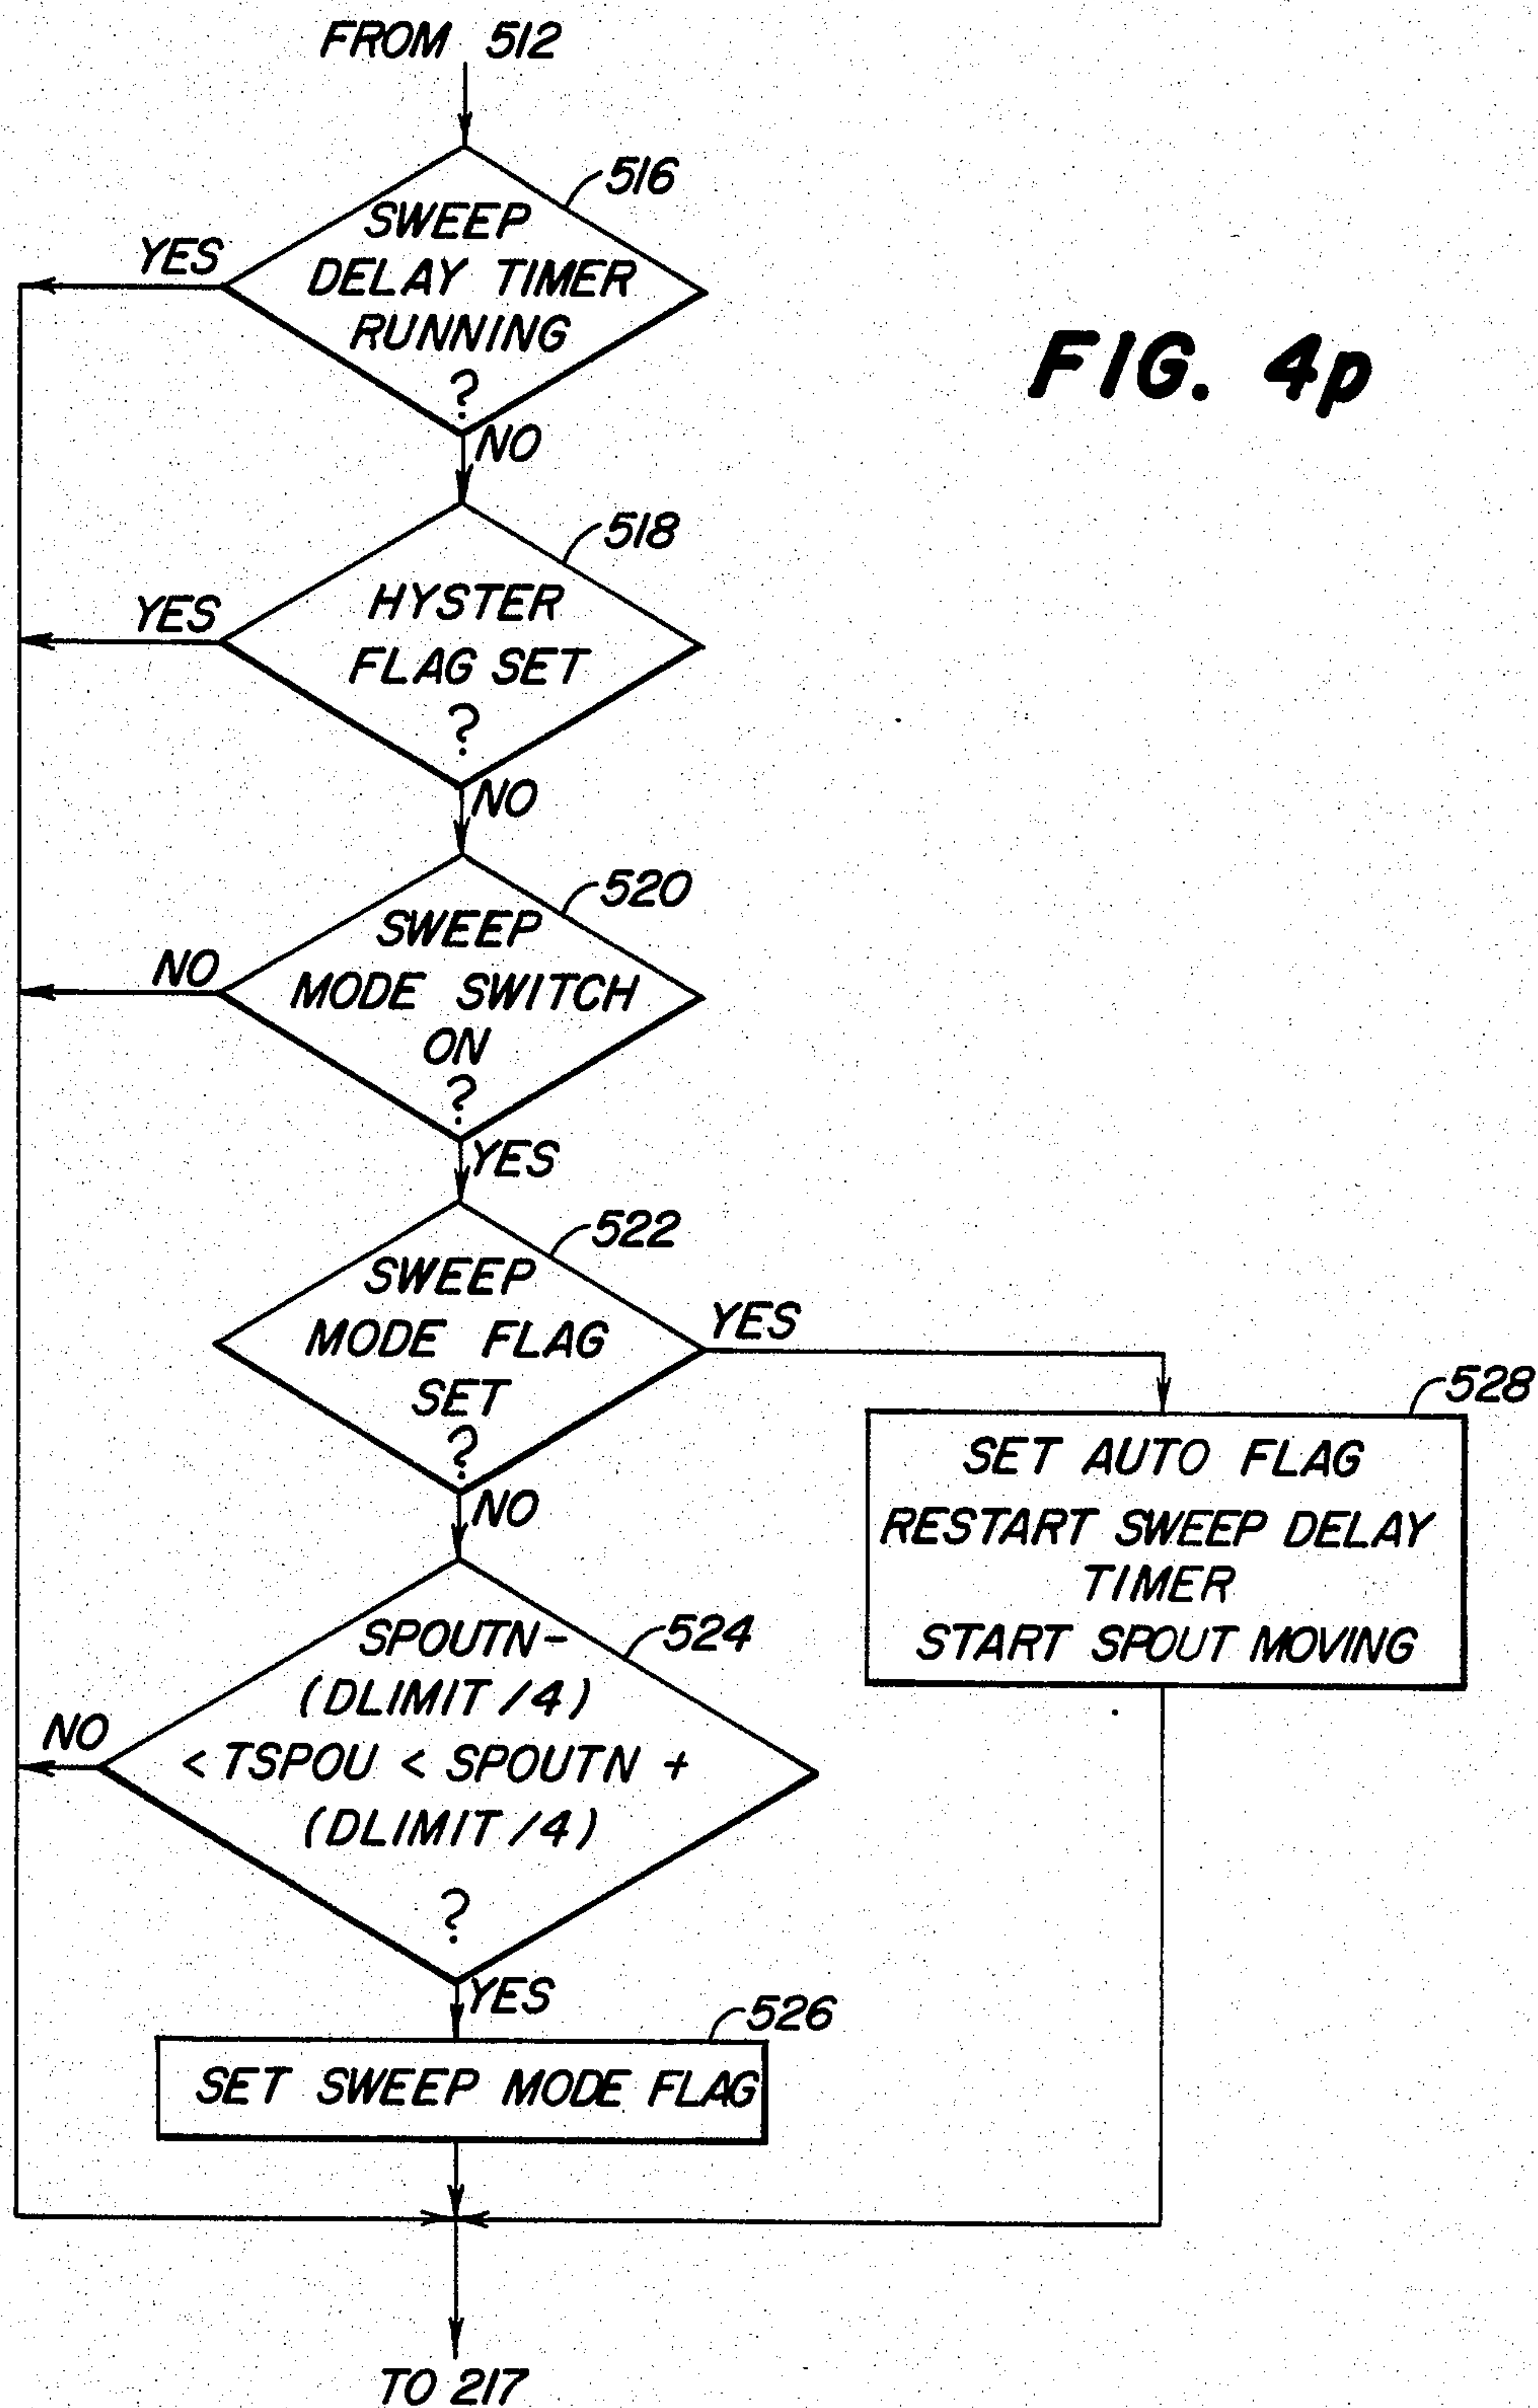 FROM 512
516
SWEEP
DELAY TIMER
RUNNING
?
YES
NO
FIG. 4p
518
HYSTER
FLAG SET
?
YES
NO
520
SWEEP
MODE SWITCH
ON
?
NO
YES
522
SWEEP
MODE FLAG
SET
?
YES
NO
528
SET AUTO FLAG
RESTART SWEEP DELAY
TIMER
START SPOUT MOVING
524
SPOUTN-
(DLIMIT/4)
< TSPOU < SPOUTN +
(DLIMIT/4)
?
NO
YES
526
SET SWEEP MODE FLAG
TO 217